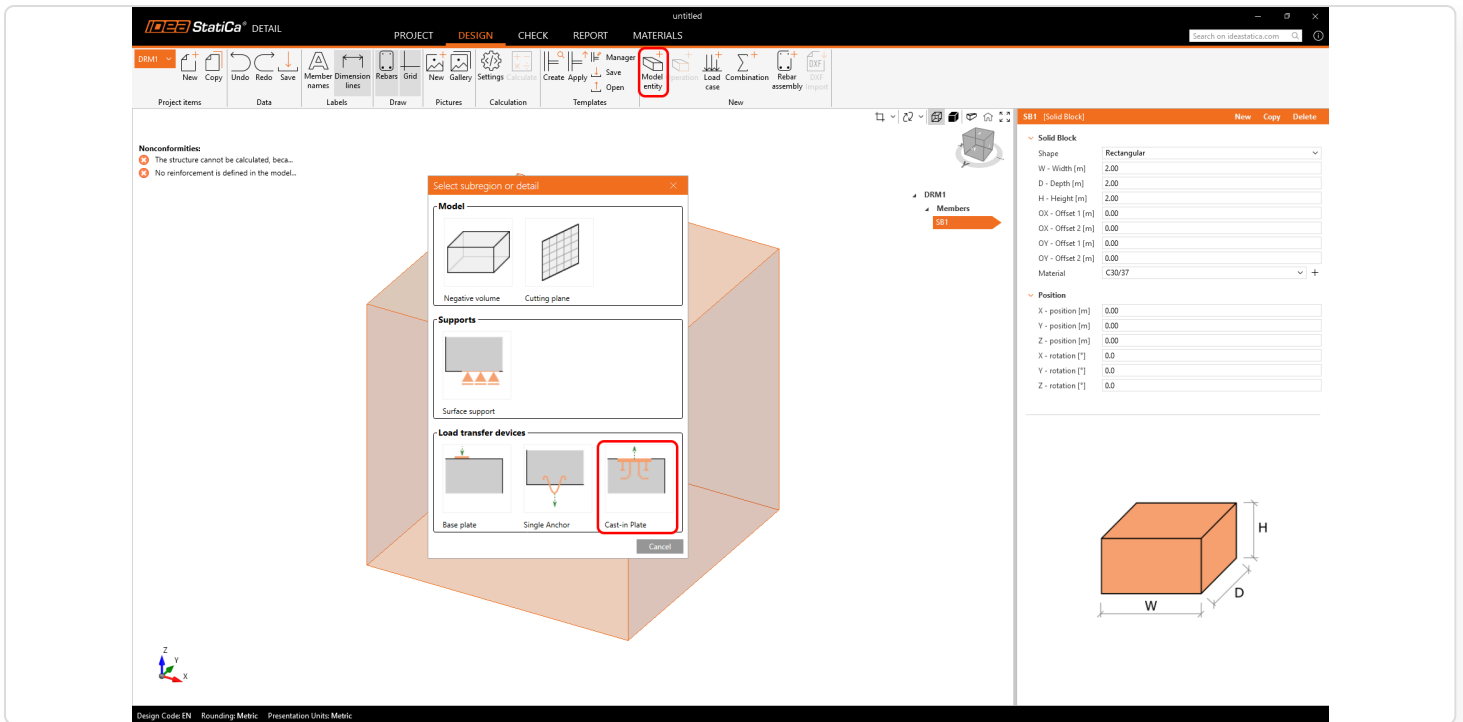 untitled
IDEA StatiCa® DETAIL
PROJECT DESIGN CHECK REPORT MATERIALS
Search on ideastatica.com
DRM1
New Copy Undo Redo Save Member names Dimension lines Rebars Grid New Gallery Settings Calculate Create Apply Manager Save Open Model entity Operation Load case Combination Rebar assembly DXF Import
Project items Data Labels Draw Pictures Calculation Templates New
Nonconformities:
The structure cannot be calculated, beca...
No reinforcement is defined in the model...
Select subregion or detail
Model
Negative volume Cutting plane
Supports
Surface support
Load transfer devices
Base plate Single Anchor Cast-in Plate
Cancel
DRM1
Members
SB1
SB1 [Solid Block] New Copy Delete
Solid Block
Shape Rectangular
W - Width [m] 2.00
D - Depth [m] 2.00
H - Height [m] 2.00
OX - Offset 1 [m] 0.00
OX - Offset 2 [m] 0.00
OY - Offset 1 [m] 0.00
OY - Offset 2 [m] 0.00
Material C30/37
Position
X - position [m] 0.00
Y - position [m] 0.00
Z - position [m] 0.00
X - rotation [°] 0.0
Y - rotation [°] 0.0
Z - rotation [°] 0.0
H
D
W
Z
Y
X
Design Code: EN Rounding: Metric Presentation Units: Metric